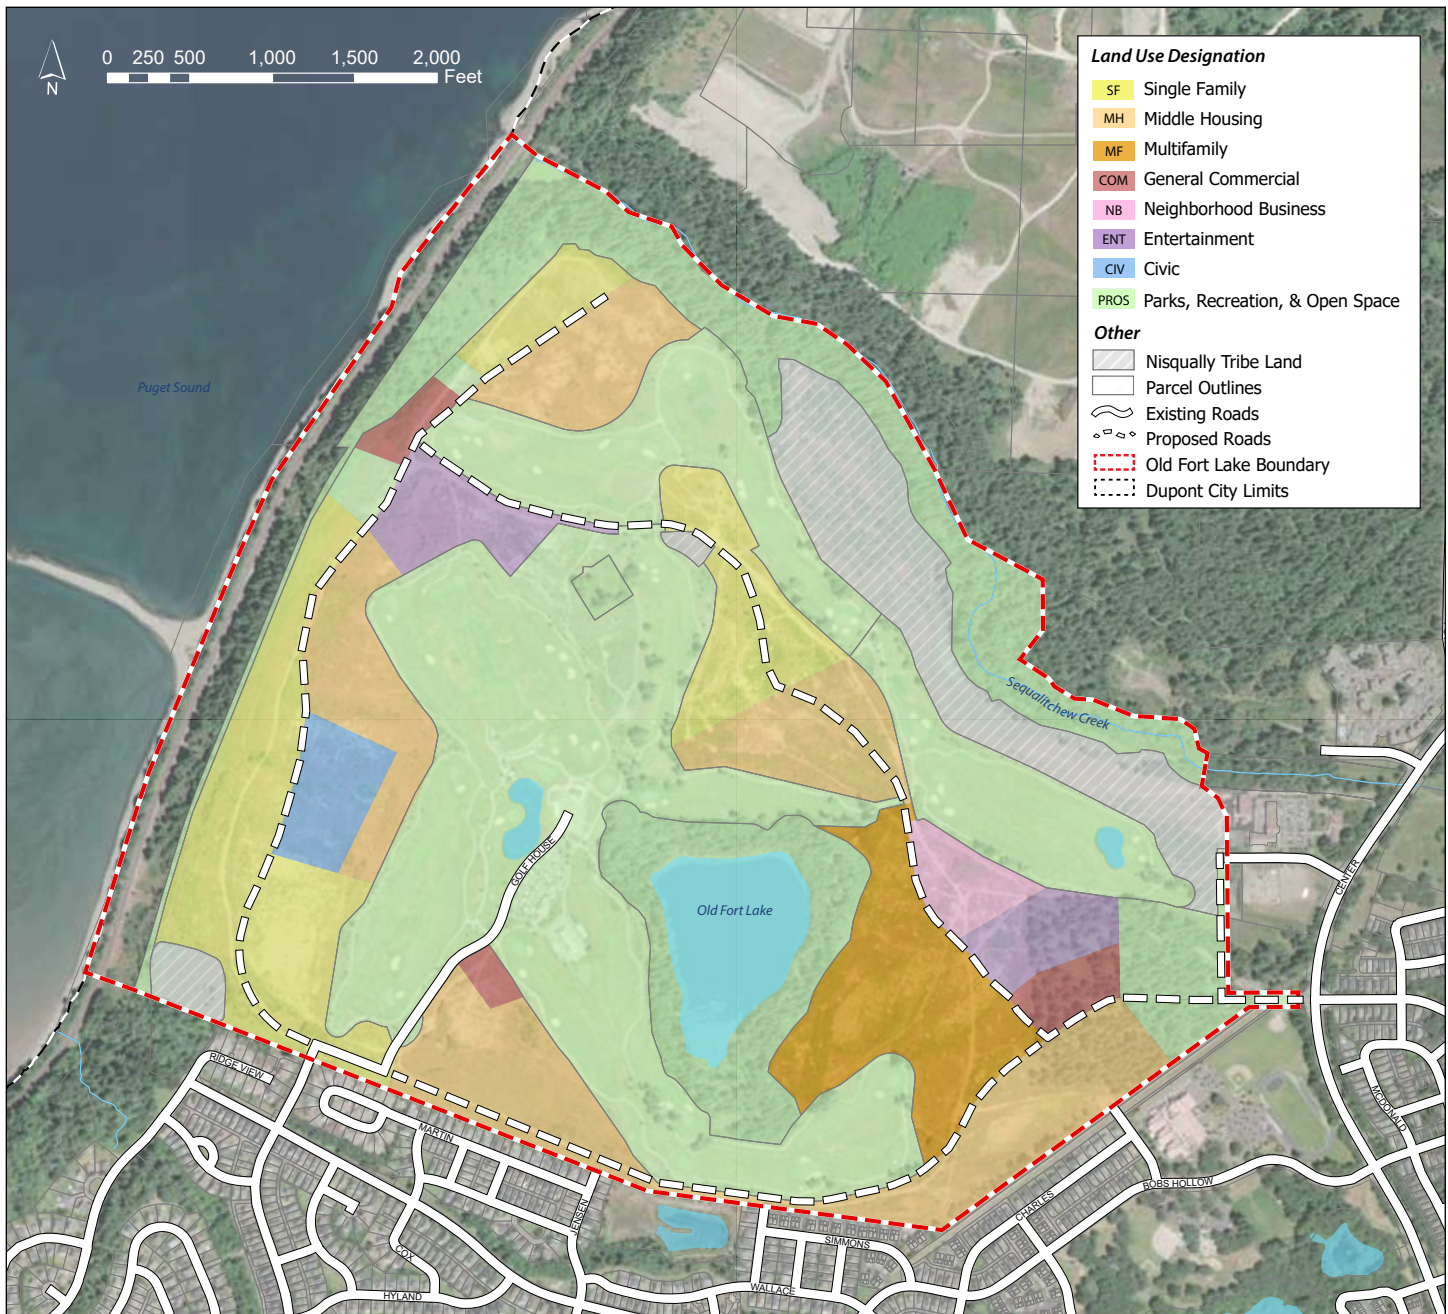 0 250 500 1,000 1,500 2,000
Feet
N
Land Use Designation
SF Single Family
MH Middle Housing
MF Multifamily
COM General Commercial
NB Neighborhood Business
ENT Entertainment
CIV Civic
PROS Parks, Recreation, & Open Space
Other
Nisqually Tribe Land
Parcel Outlines
Existing Roads
Proposed Roads
Old Fort Lake Boundary
Dupont City Limits
Puget Sound
Sequalitchew Creek
GOLF HOUSE
Old Fort Lake
CENTER
RIDGE VIEW
MARTIN
MCDONALD
BOBS HOLLOW
CHARLES
JENSEN
SIMMONS
COX
HYLAND
WALLACE